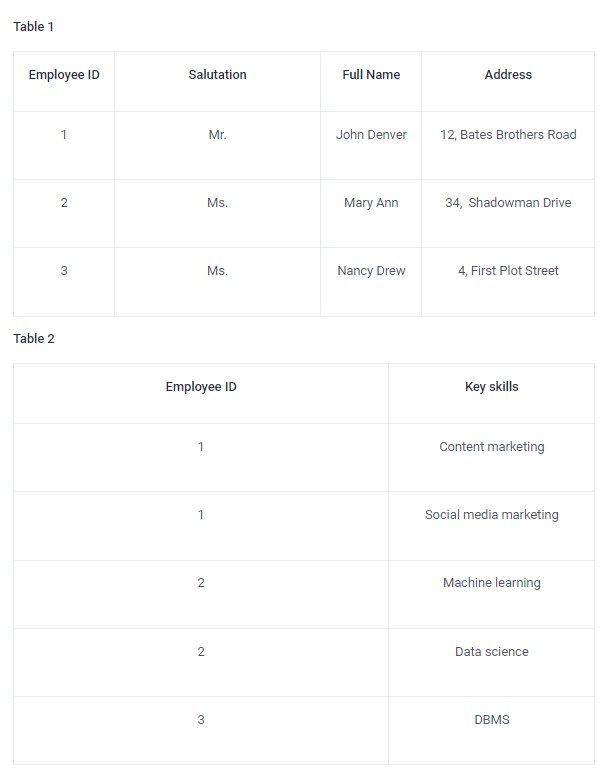 Table 1
Employee ID Salutation Full Name Address
1 Mr. John Denver 12, Bates Brothers Road
2 Ms. Mary Ann 34, Shadowman Drive
3 Ms. Nancy Drew 4, First Plot Street
Table 2
Employee ID Key skills
1 Content marketing
1 Social media marketing
2 Machine learning
2 Data science
3 DBMS